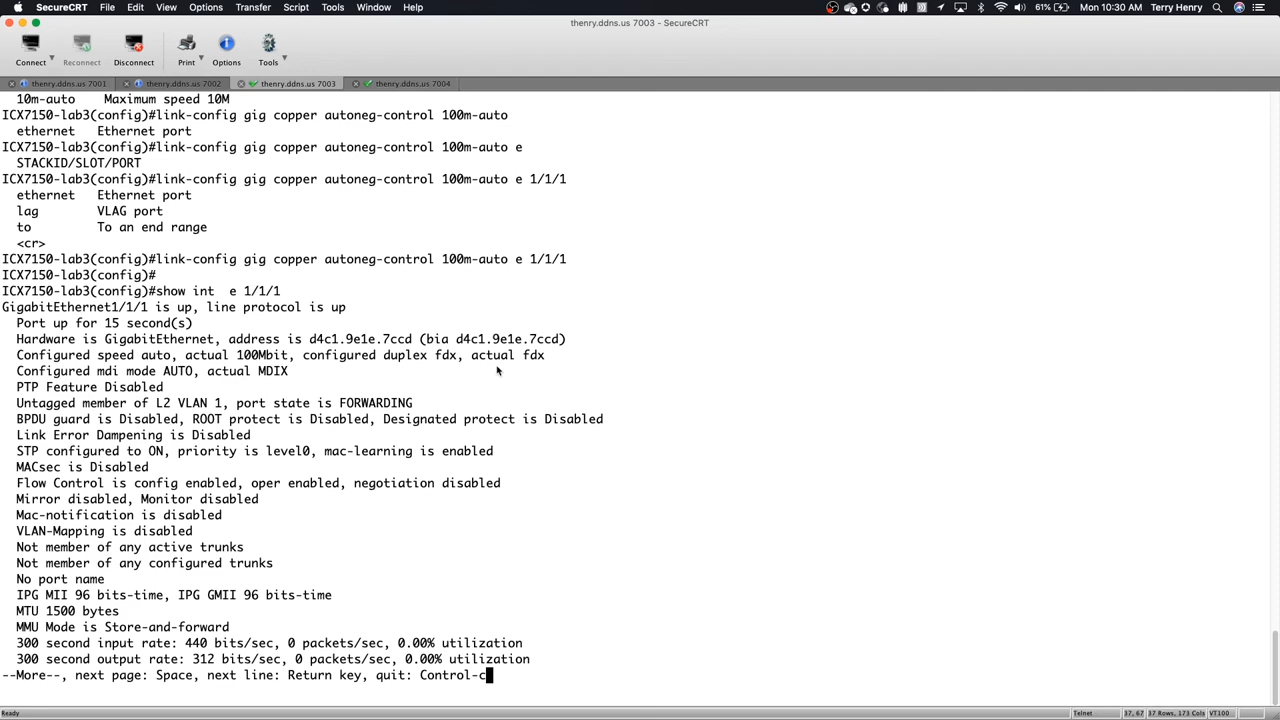 SecureCRT File Edit View Options Transfer Script Tools Window Help 61% Mon 10:30 AM Terry Henry
thenry.ddns.us 7003 - SecureCRT
Connect Reconnect Disconnect Print Options Tools
thenry.ddns.us 7001 thenry.ddns.us 7002 thenry.ddns.us 7003 thenry.ddns.us 7004
10m-auto Maximum speed 10M
ICX7150-lab3(config)#link-config gig copper autoneg-control 100m-auto
ethernet Ethernet port
ICX7150-lab3(config)#link-config gig copper autoneg-control 100m-auto e
STACKID/SLOT/PORT
ICX7150-lab3(config)#link-config gig copper autoneg-control 100m-auto e 1/1/1
ethernet Ethernet port
lag VLAG port
to To an end range
<cr>
ICX7150-lab3(config)#link-config gig copper autoneg-control 100m-auto e 1/1/1
ICX7150-lab3(config)#
ICX7150-lab3(config)#show int e 1/1/1
GigabitEthernet1/1/1 is up, line protocol is up
Port up for 15 second(s)
Hardware is GigabitEthernet, address is d4c1.9e1e.7ccd (bia d4c1.9e1e.7ccd)
Configured speed auto, actual 100Mbit, configured duplex fdx, actual fdx
Configured mdi mode AUTO, actual MDIX
PTP Feature Disabled
Untagged member of L2 VLAN 1, port state is FORWARDING
BPDU guard is Disabled, ROOT protect is Disabled, Designated protect is Disabled
Link Error Dampening is Disabled
STP configured to ON, priority is level0, mac-learning is enabled
MACsec is Disabled
Flow Control is config enabled, oper enabled, negotiation disabled
Mirror disabled, Monitor disabled
Mac-notification is disabled
VLAN-Mapping is disabled
Not member of any active trunks
Not member of any configured trunks
No port name
IPG MII 96 bits-time, IPG GMII 96 bits-time
MTU 1500 bytes
MMU Mode is Store-and-forward
300 second input rate: 440 bits/sec, 0 packets/sec, 0.00% utilization
300 second output rate: 312 bits/sec, 0 packets/sec, 0.00% utilization
--More--, next page: Space, next line: Return key, quit: Control-c
Ready Telnet 37, 67 37 Rows, 173 Cols VT100